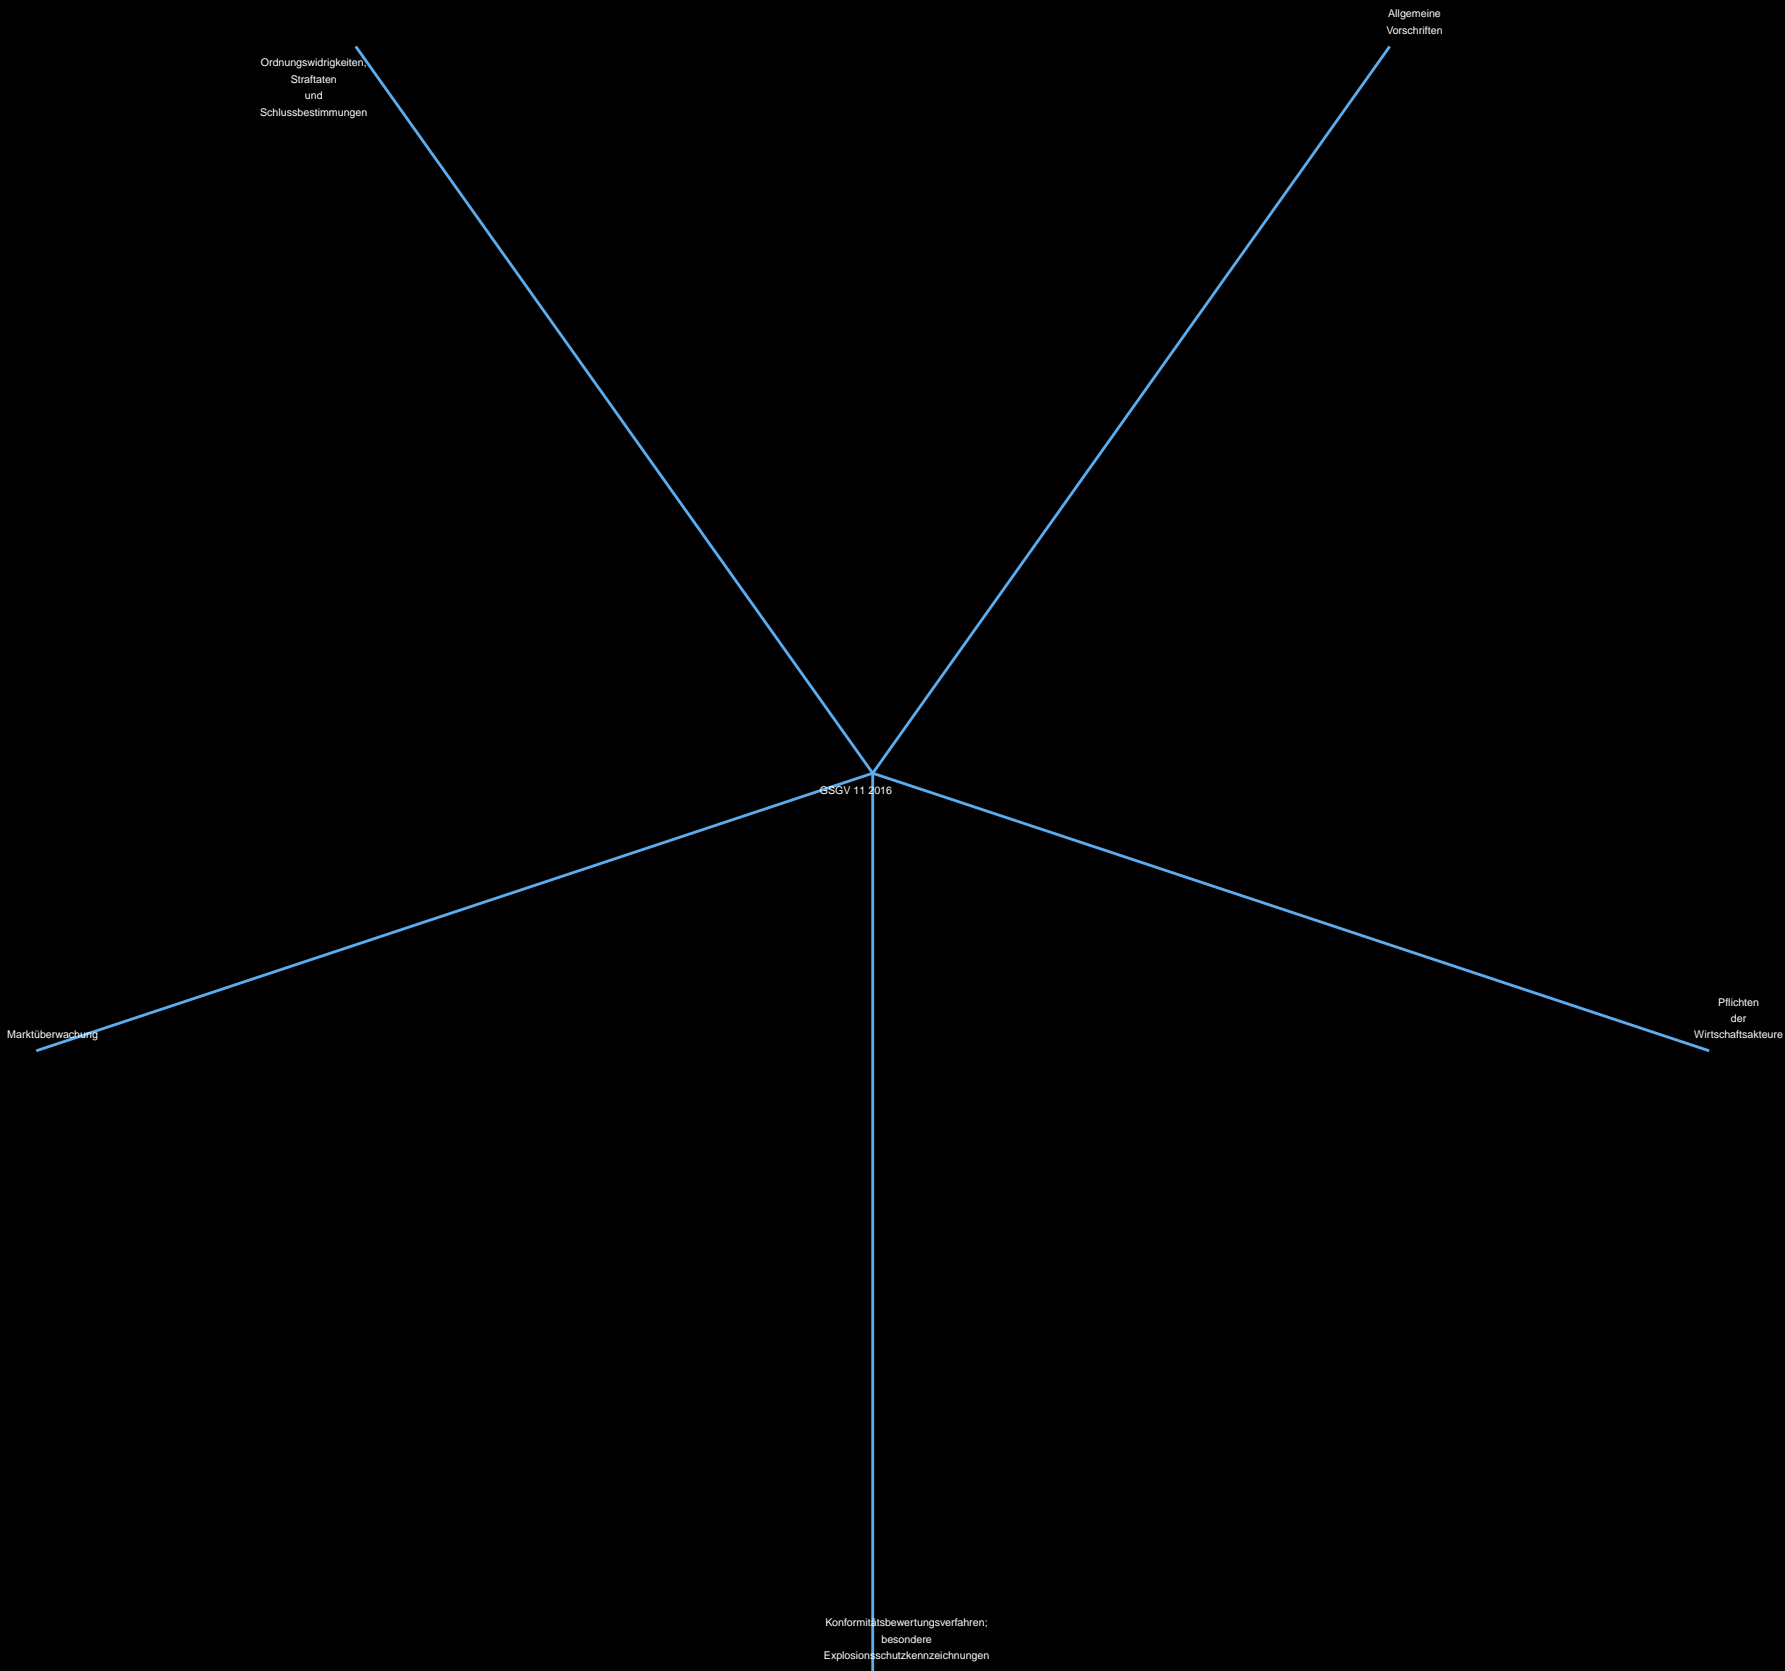 Allgemeine
Vorschriften
Ordnungswidrigkeiten,
Straftaten
und
Schlussbestimmungen
GSGV 11 2016
Pflichten
der
Wirtschaftsakteure
Marktüberwachung
Konformitätsbewertungsverfahren;
besondere
Explosionsschutzkennzeichnungen